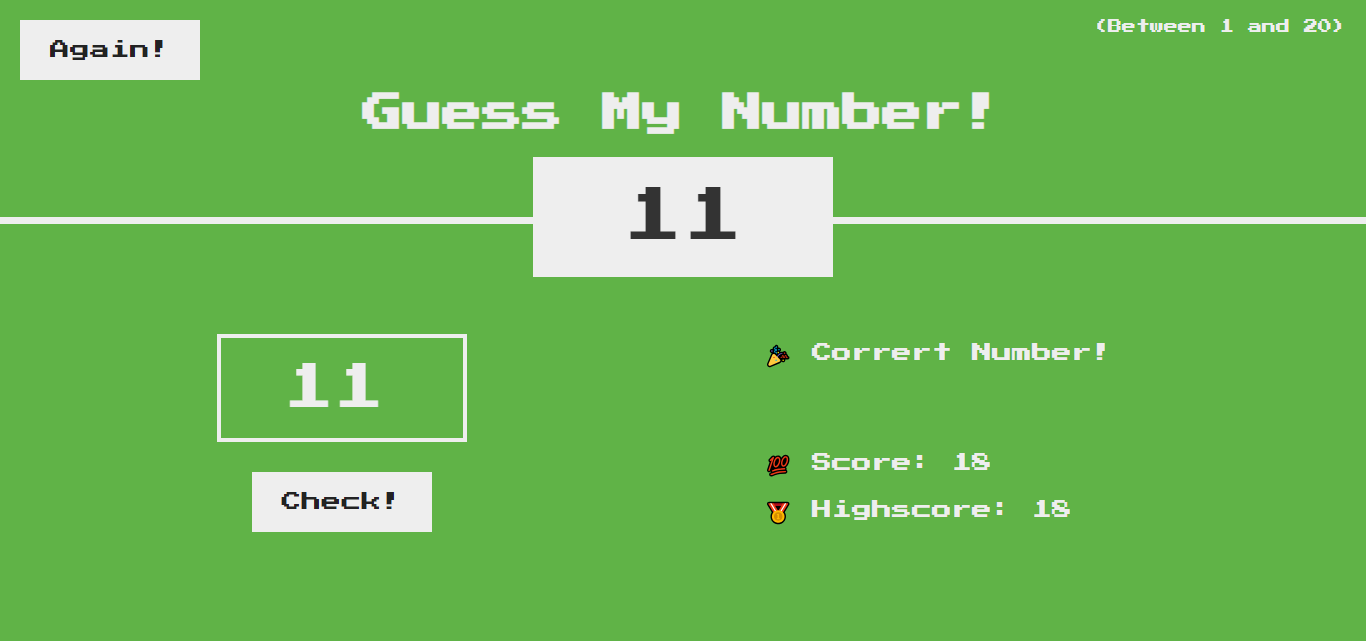 Again!
(Between 1 and 20)
Guess My Number!
11
11
Check!
🎉 Corrert Number!
💯 Score: 18
🥇 Highscore: 18